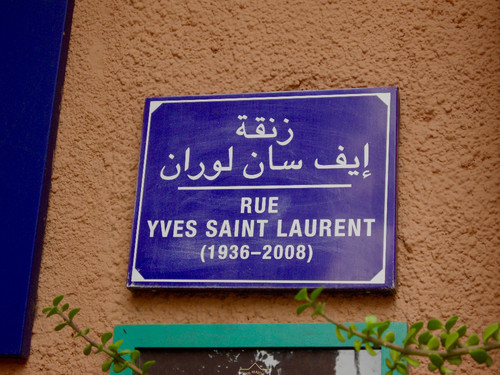 زنقة
إيف سان لوران
RUE
YVES SAINT LAURENT
(1936–2008)